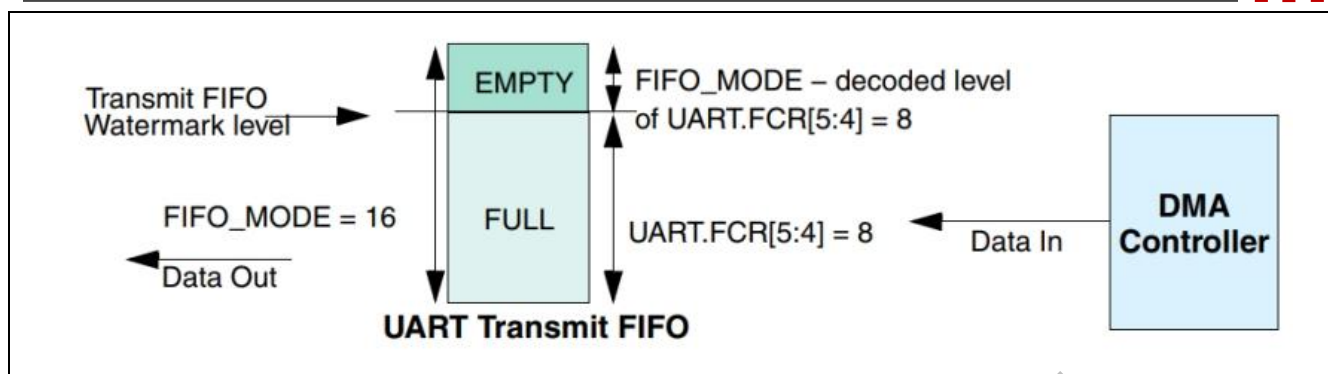 Transmit FIFO
Watermark level
EMPTY
FIFO_MODE – decoded level
of UART.FCR[5:4] = 8
FIFO_MODE = 16
Data Out
FULL
UART.FCR[5:4] = 8
Data In
DMA
Controller
UART Transmit FIFO